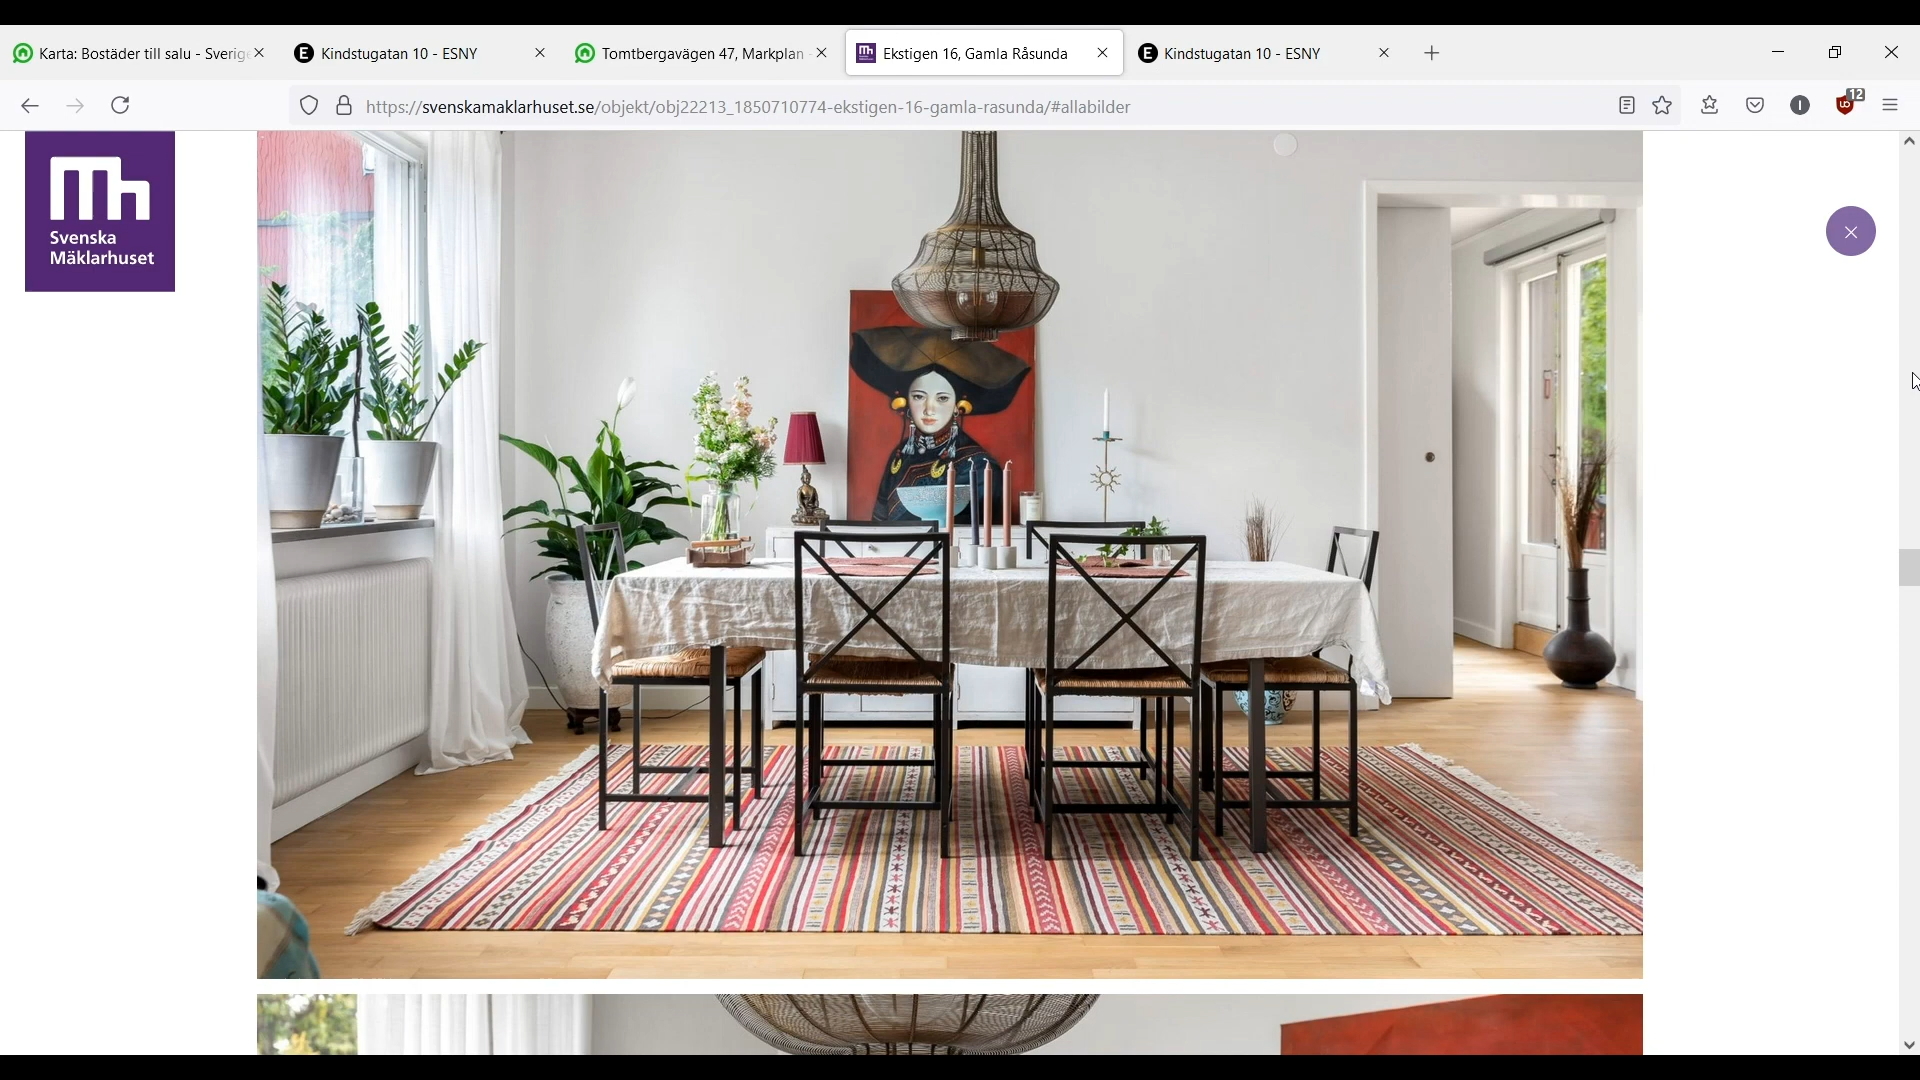 Karta: Bostäder till salu - Sverig
Kindstugatan 10 - ESNY
Tomtbergavägen 47, Markplan -
Ekstigen 16, Gamla Råsunda
Kindstugatan 10 - ESNY
https://svenskamaklarhuset.se/objekt/obj22213_1850710774-ekstigen-16-gamla-rasunda/#allabilder
12
Mh
Svenska
Mäklarhuset